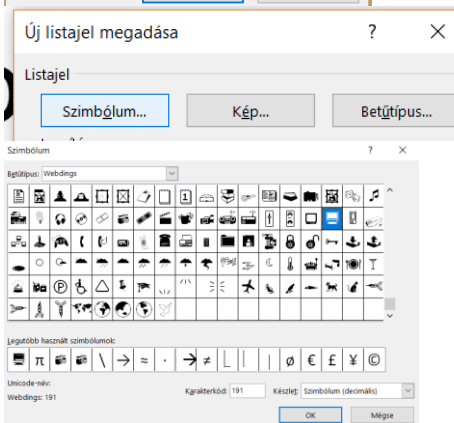 Új listajel megadása ? ×
Listajel
Szimbólum... Kép... Betűtípus...
Szimbólum ? ×
Betűtípus: Webdings
Legutóbb használt szimbólumok:
π \ → ≈ · → ≠ | ø € £ ¥ ©
Unicode-név:
Webdings: 191
Karakterkód: 191 Készlet: Szimbólum (decimális)
OK Mégse